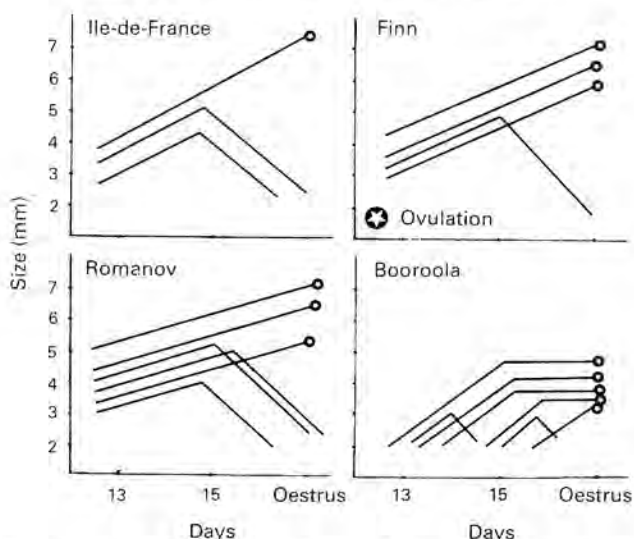 Ile-de-France
Finn
7
6
5
4
3
2
Ovulation
Size (mm)
Romanov
Booroola
7
6
5
4
3
2
13
15
Oestrus
13
15
Oestrus
Days
Days